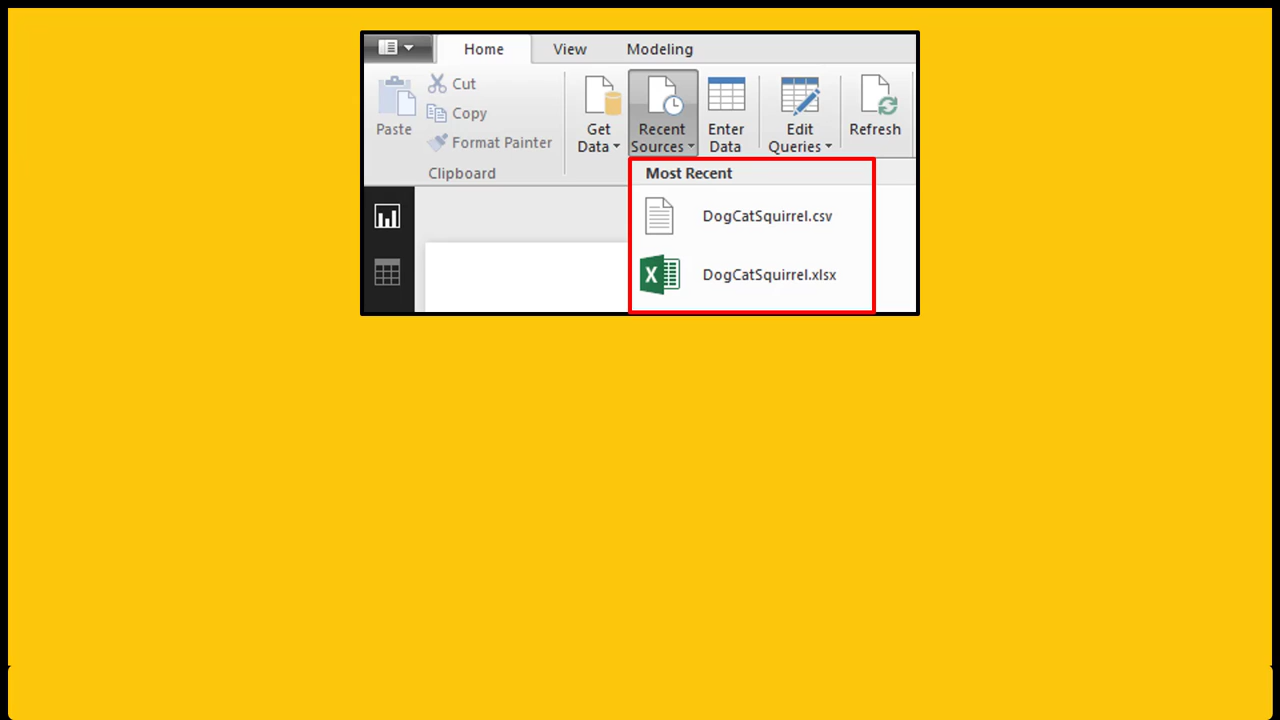 Home View Modeling
Cut
Copy
Format Painter
Paste
Clipboard
Get Data
Recent Sources
Enter Data
Edit Queries
Refresh
Most Recent
DogCatSquirrel.csv
DogCatSquirrel.xlsx